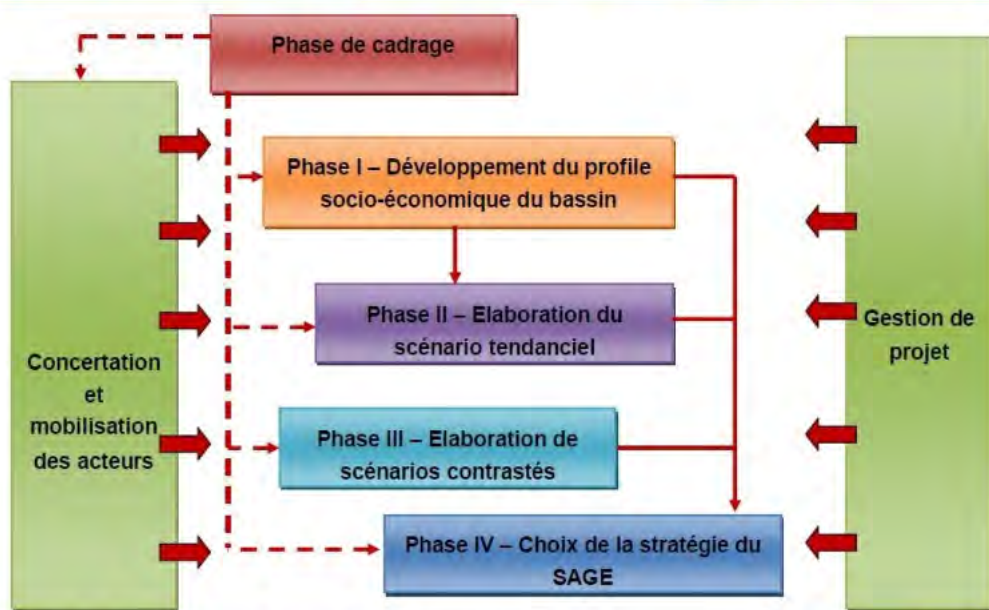 Phase de cadrage
Phase I – Développement du profile
socio-économique du bassin
Phase II – Elaboration du
scénario tendanciel
Phase III – Elaboration de
scénarios contrastés
Phase IV – Choix de la stratégie du
SAGE
Concertation
et
mobilisation
des acteurs
Gestion de
projet